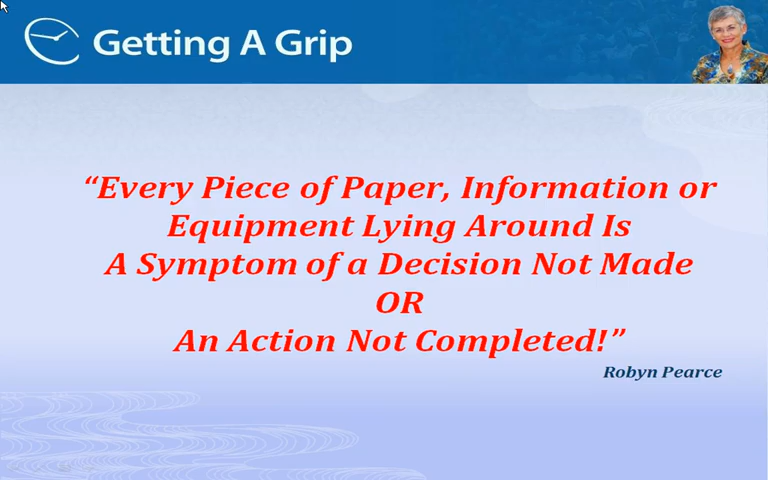 Getting A Grip
“Every Piece of Paper, Information or
Equipment Lying Around Is
A Symptom of a Decision Not Made
OR
An Action Not Completed!”
Robyn Pearce